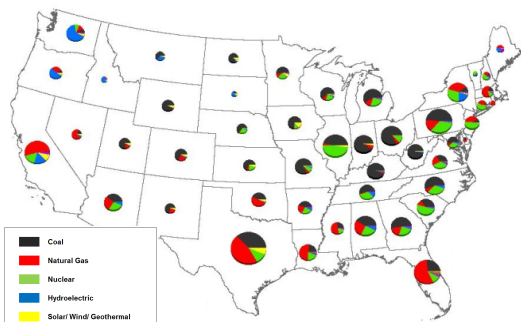 Coal
Natural Gas
Nuclear
Hydroelectric
Solar/ Wind/ Geothermal